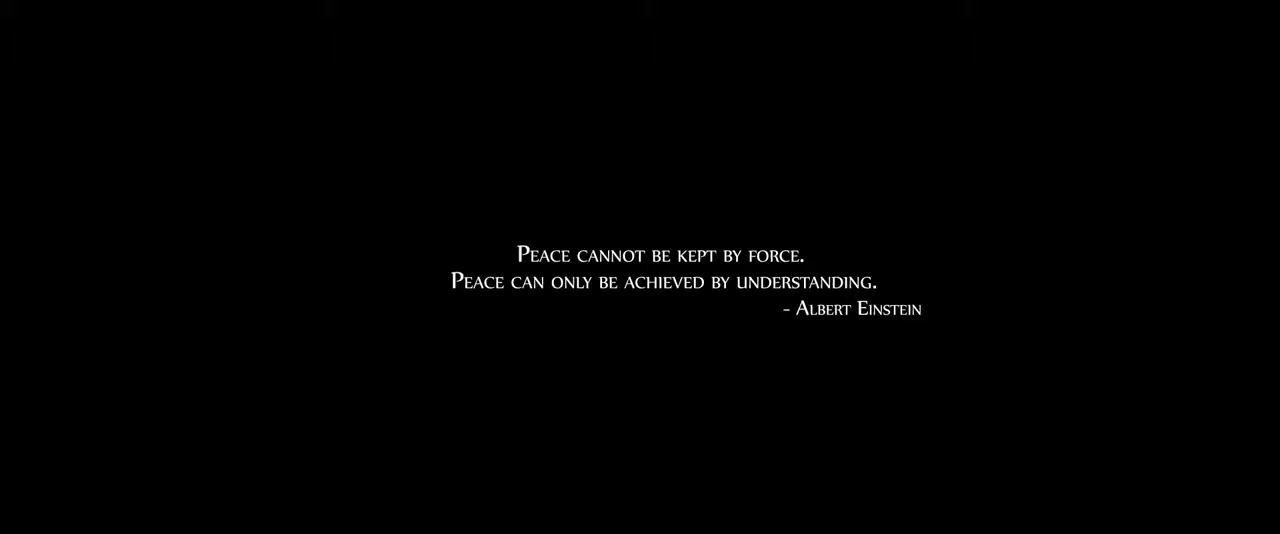 Peace cannot be kept by force.
Peace can only be achieved by understanding.
- Albert Einstein